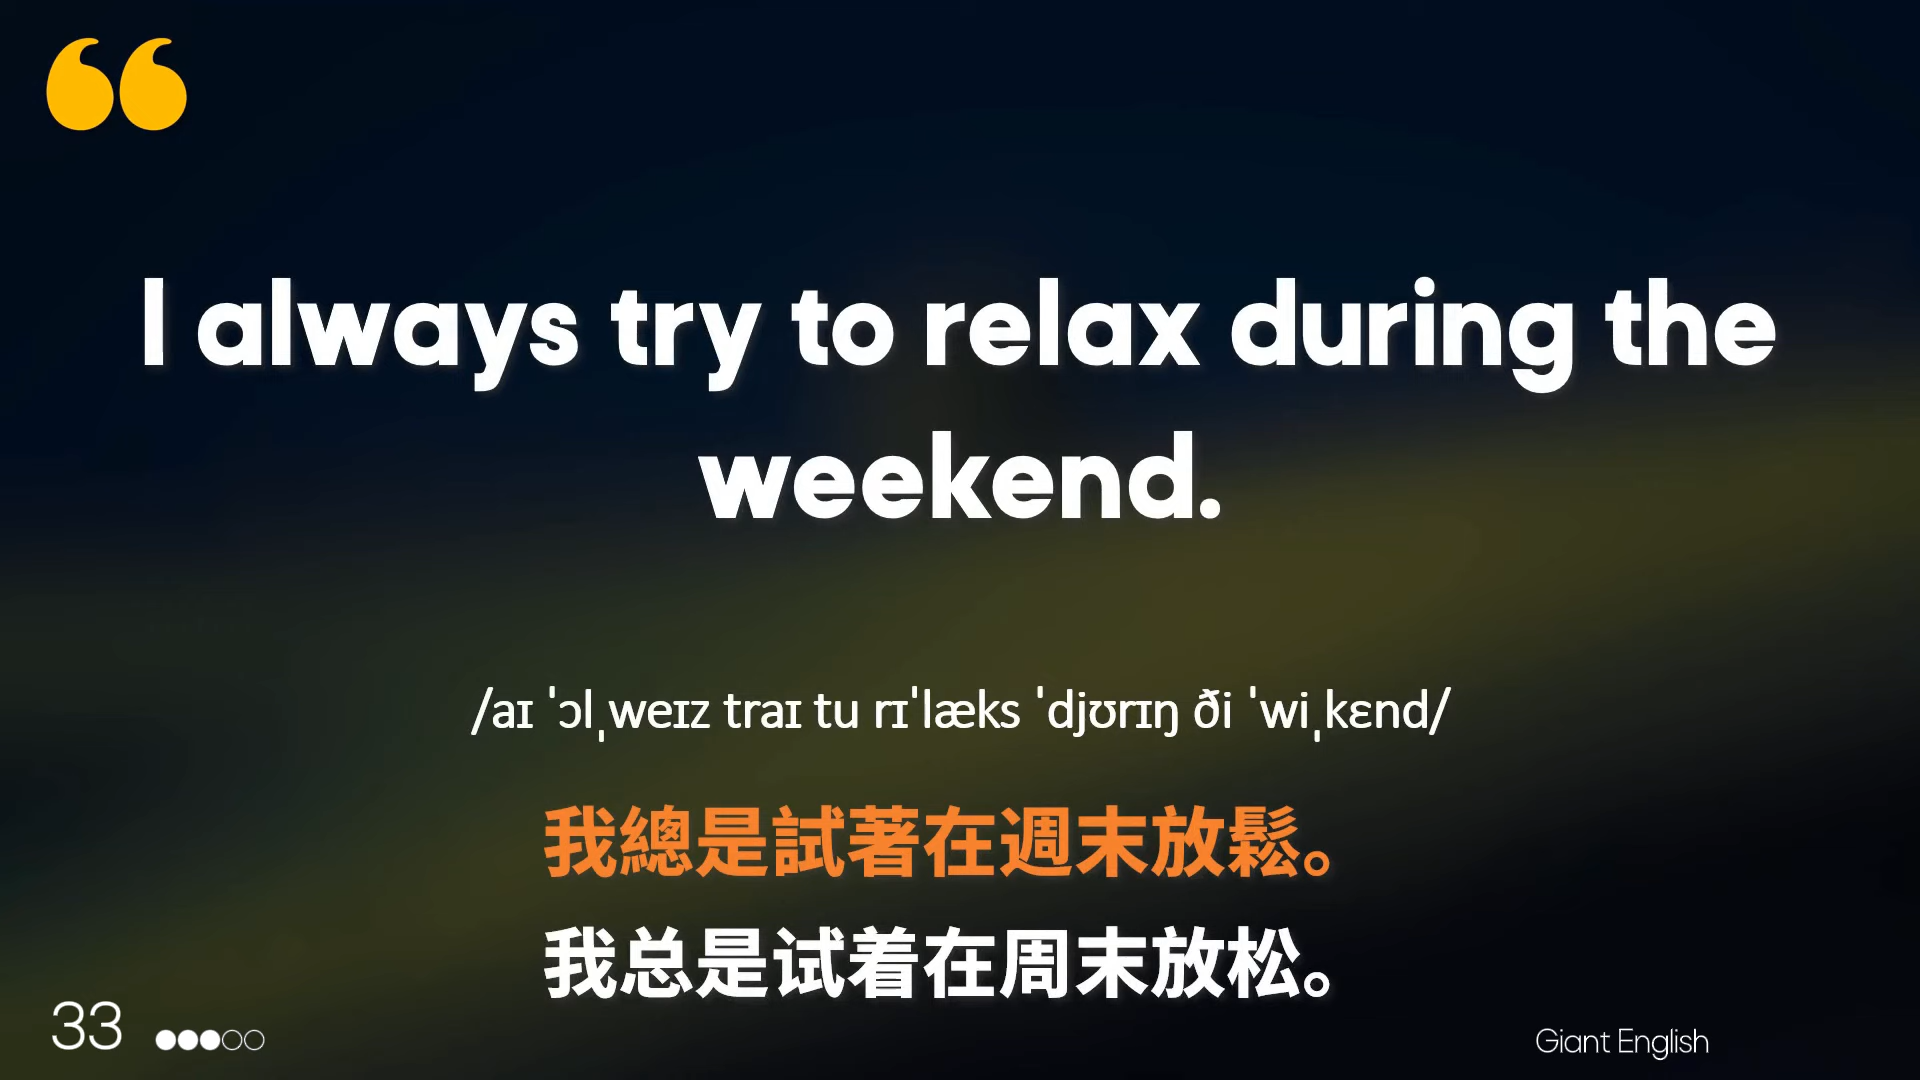 I always try to relax during the
weekend.
/aɪ ˈɔlˌweɪz traɪ tu rɪˈlæks ˈdjʊrɪŋ ði ˈwiˌkɛnd/
我總是試著在週末放鬆。
我总是试着在周末放松。
33
Giant English